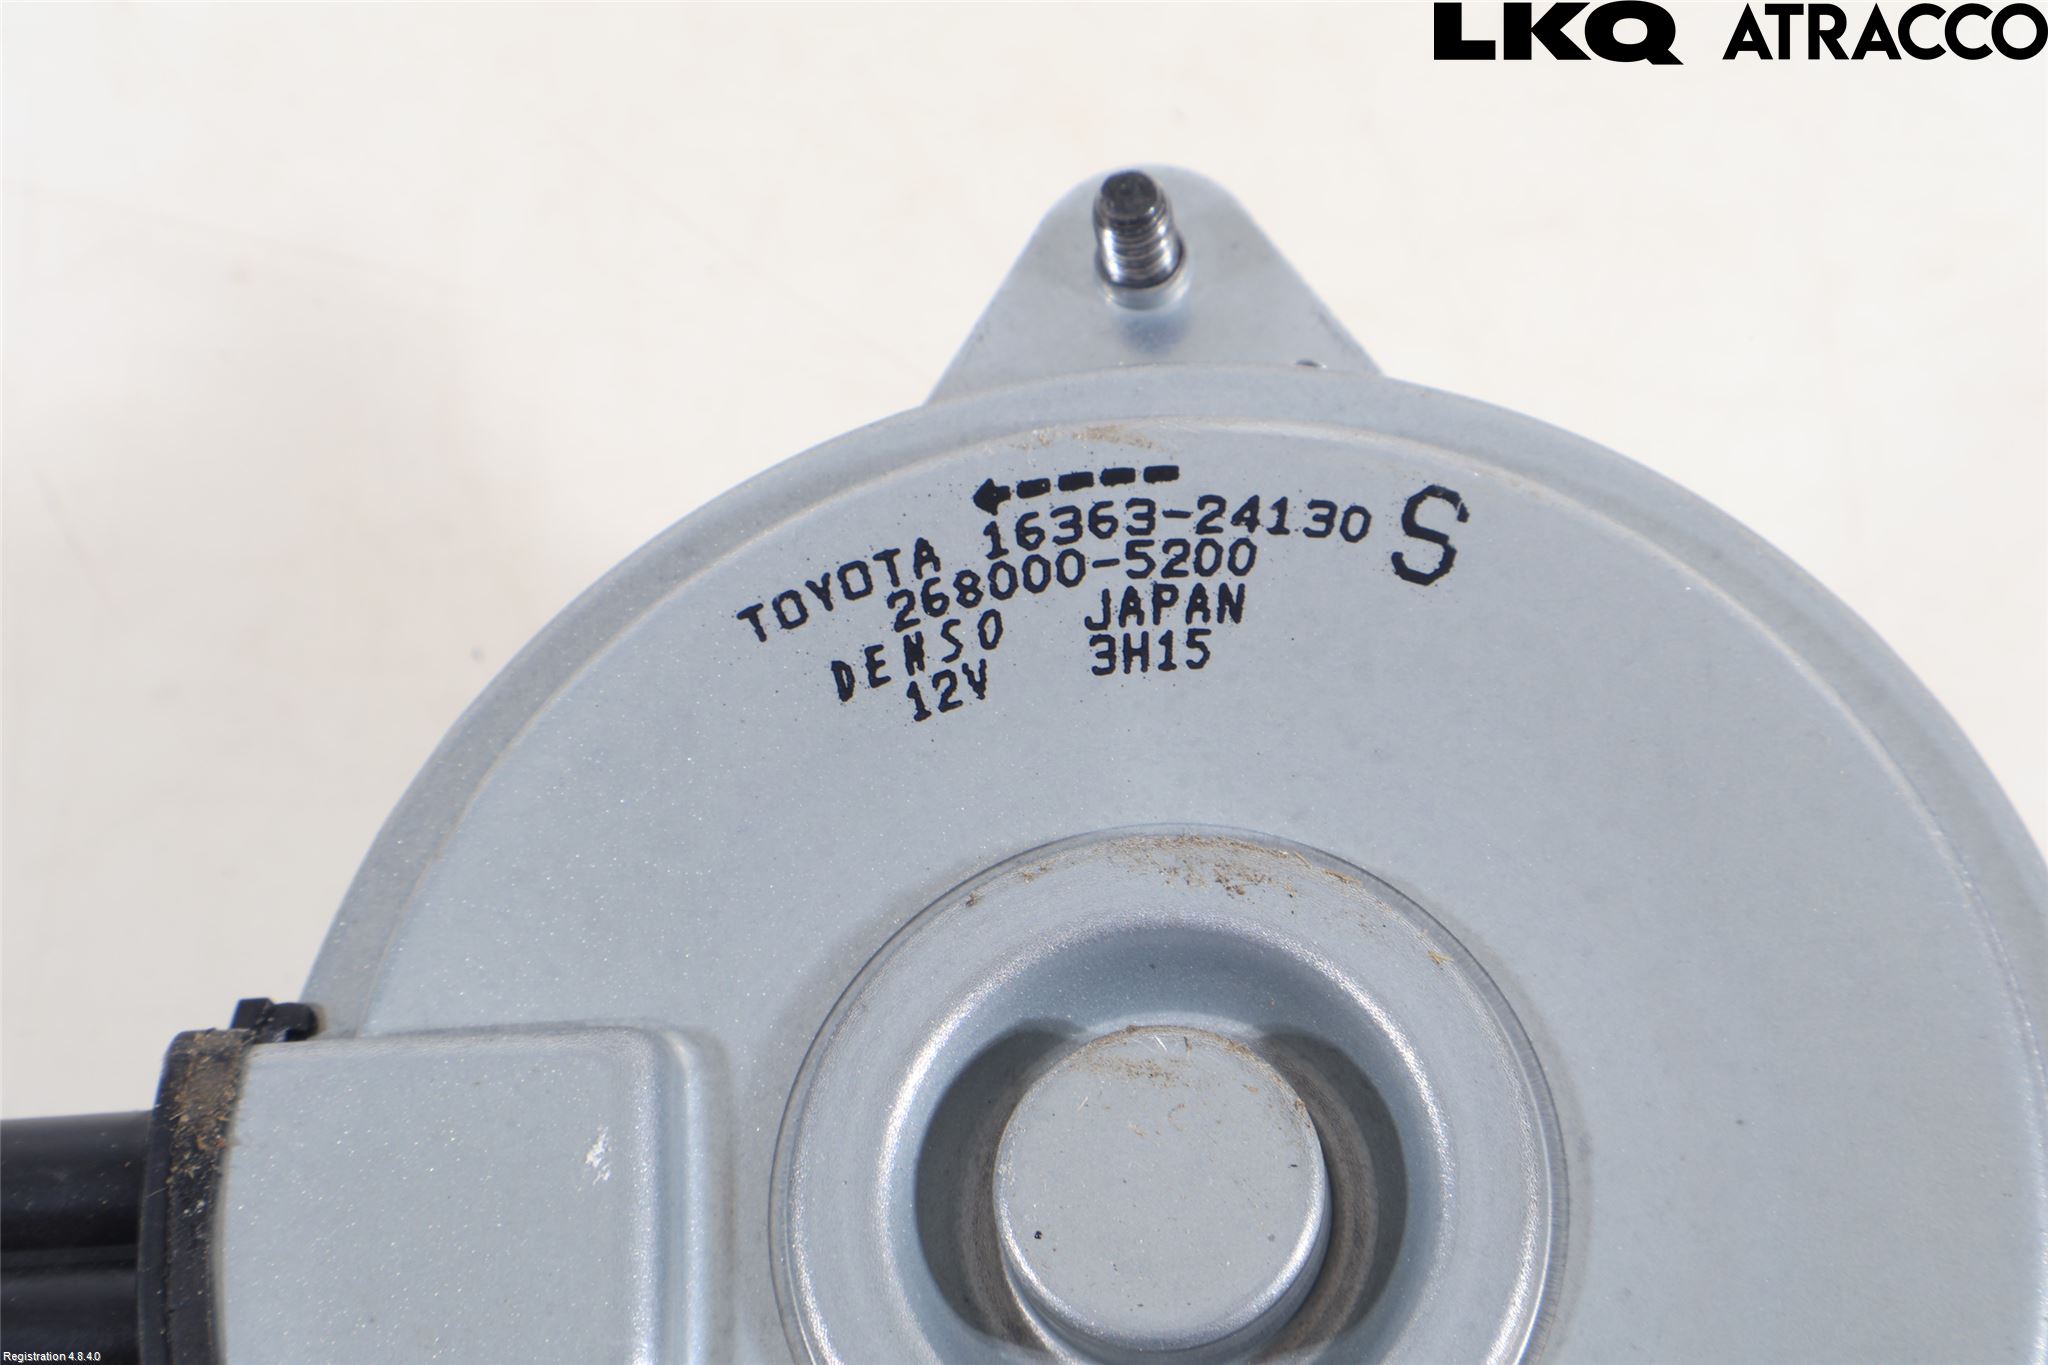 LKQ ATRACCO
TOYOTA 16363-24130 S
268000-5200
DENSO JAPAN
12V 3H15
Registration 4.8.4.0